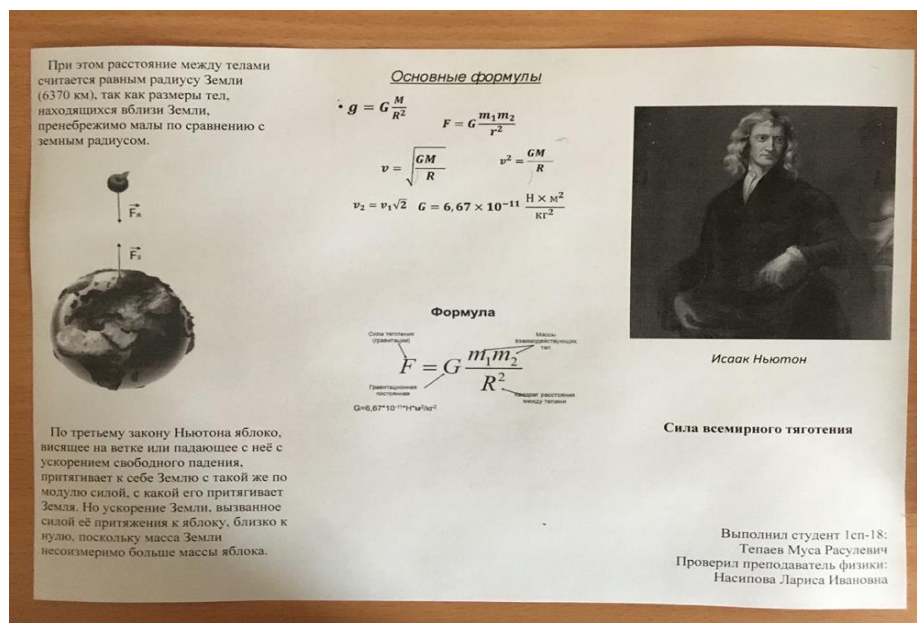 При этом расстояние между телами
считается равным радиусу Земли
(6370 км), так как размеры тел,
находящихся вблизи Земли,
пренебрежимо малы по сравнению с
земным радиусом.
Fя
Fз
По третьему закону Ньютона яблоко,
висящее на ветке или падающее с неё с
ускорением свободного падения,
притягивает к себе Землю с такой же по
модулю силой, с какой его притягивает
Земля. Но ускорение Земли, вызванное
силой её притяжения к яблоку, близко к
нулю, поскольку масса Земли
несоизмеримо больше массы яблока.
Основные формулы
• g = G M/R²
F = G m₁m₂/r²
v = √(GM/R)
v² = GM/R
v₂ = v₁√2 G = 6,67 × 10⁻¹¹ Н × м²/кг²
Формула
Сила тяготения
(гравитации)
Массы
взаимодействующих
тел
F = G m₁m₂/R²
Гравитационная
постоянная
Квадрат расстояния
между телами
G=6,67*10⁻¹¹*Н*м²/кг²
Исаак Ньютон
Сила всемирного тяготения
Выполнил студент 1сп-18:
Тепаев Муса Расулевич
Проверил преподаватель физики:
Насипова Лариса Ивановна